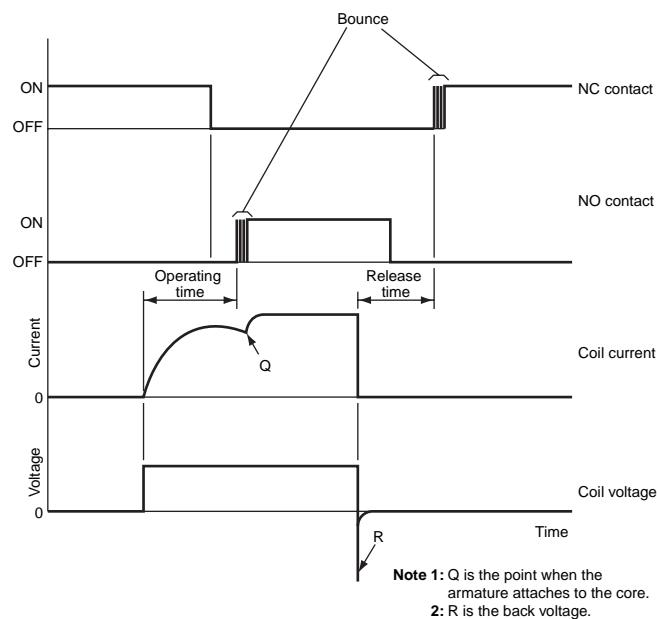 Bounce
ON
NC contact
OFF
NO contact
ON
OFF
Operating
time
Release
time
Current
Q
Coil current
0
Voltage
Coil voltage
0
Time
R
Note 1: Q is the point when the
armature attaches to the core.
2: R is the back voltage.